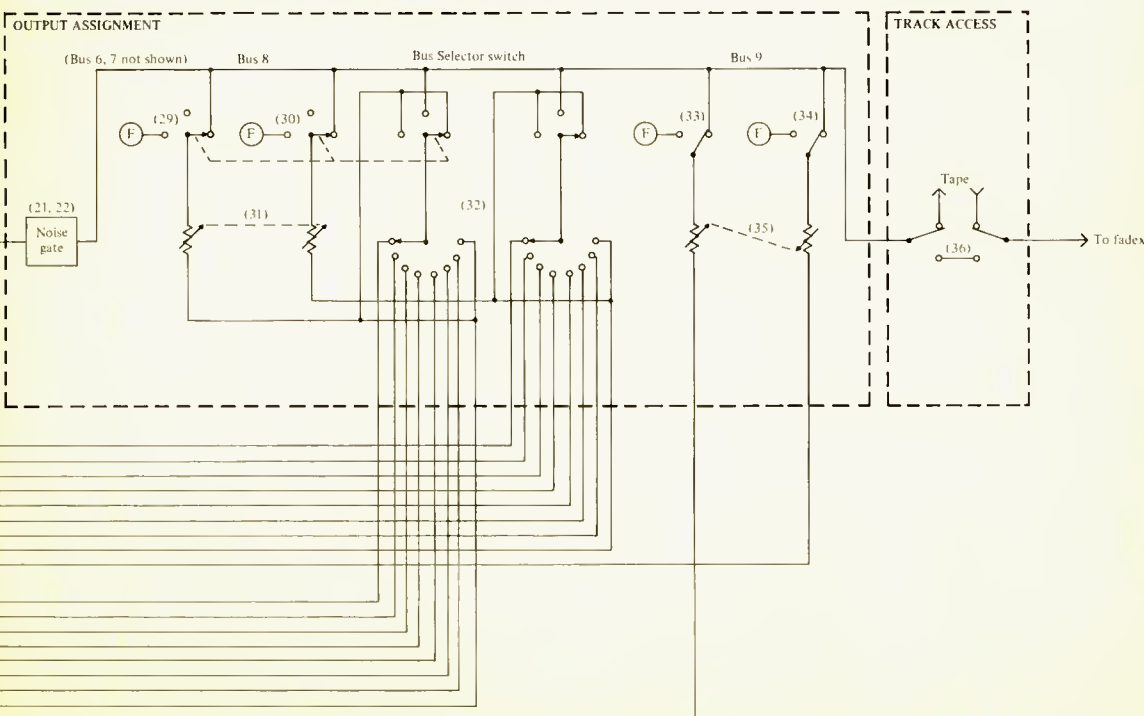 OUTPUT ASSIGNMENT
TRACK ACCESS
(Bus 6, 7 not shown)
Bus 8
Bus Selector switch
Bus 9
F
(29)
F
(30)
F
(33)
F
(34)
Tape
(21, 22)
Noise
gate
(31)
(32)
(35)
(36)
To fadex